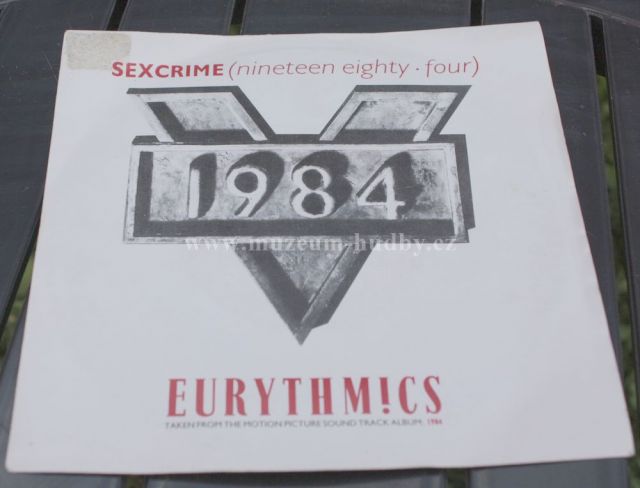 SEXCRIME (nineteen eighty · four)
1984
www.muzeum-hudby.cz
EURYTHM!CS
TAKEN FROM THE MOTION PICTURE SOUND TRACK ALBUM, 1984